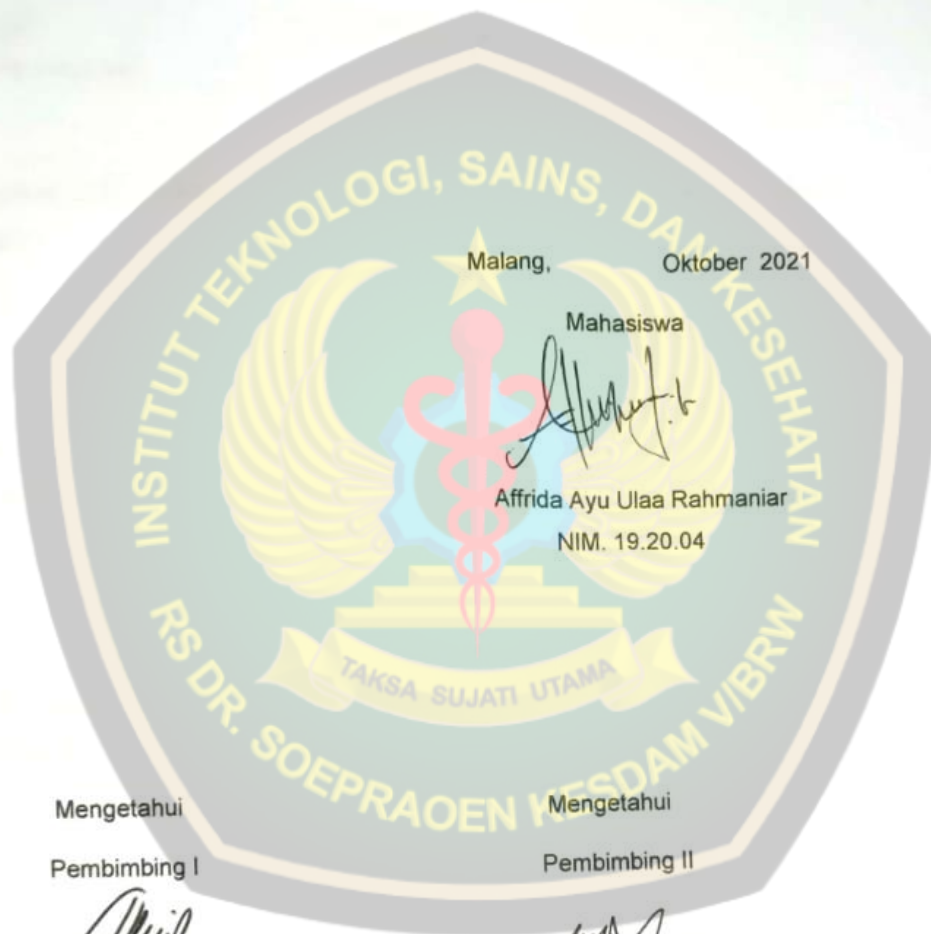 INSTITUT TEKNOLOGI, SAINS, DAN KESEHATAN
Malang, Oktober 2021
Mahasiswa
Affrida Ayu Ulaa Rahmaniar
NIM. 19.20.04
TAKSA SUJATI UTAMA
RS DR. SOEPRAOEN KESDAM V/BRW
Mengetahui Mengetahui
Pembimbing I Pembimbing II